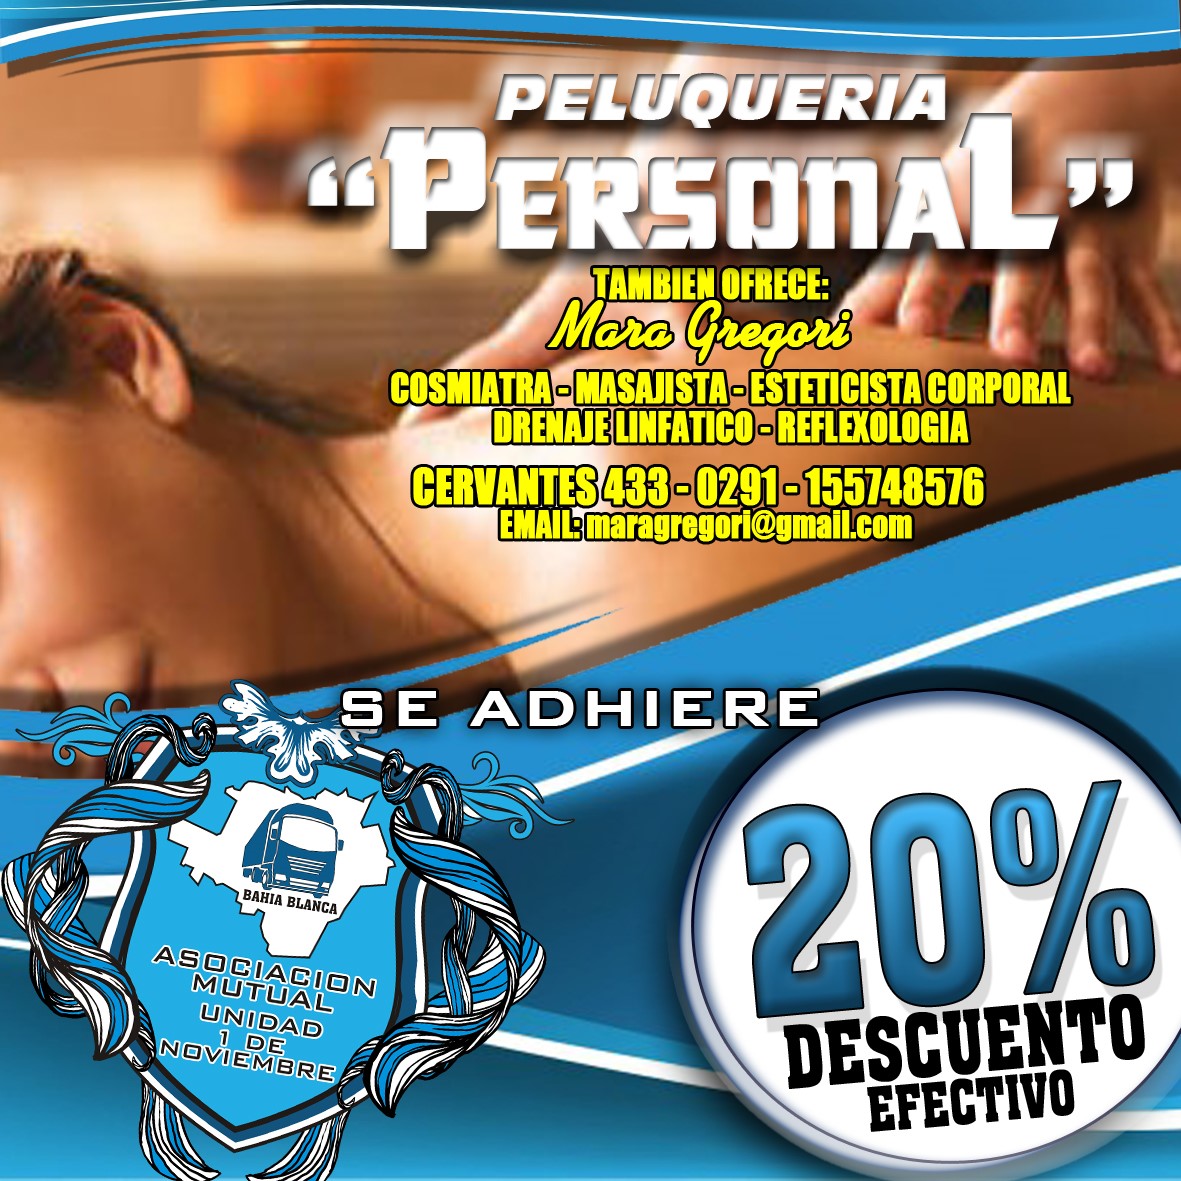 PELUQUERIA
“PERSONAL”
TAMBIEN OFRECE:
Mara Gregori
COSMIATRA - MASAJISTA - ESTETICISTA CORPORAL
DRENAJE LINFATICO - REFLEXOLOGIA
CERVANTES 433 - 0291 - 155748576
EMAIL: maragregori@gmail.com
SE ADHIERE
BAHIA BLANCA
ASOCIACION
MUTUAL
UNIDAD
1 DE
NOVIEMBRE
20%
DESCUENTO
EFECTIVO